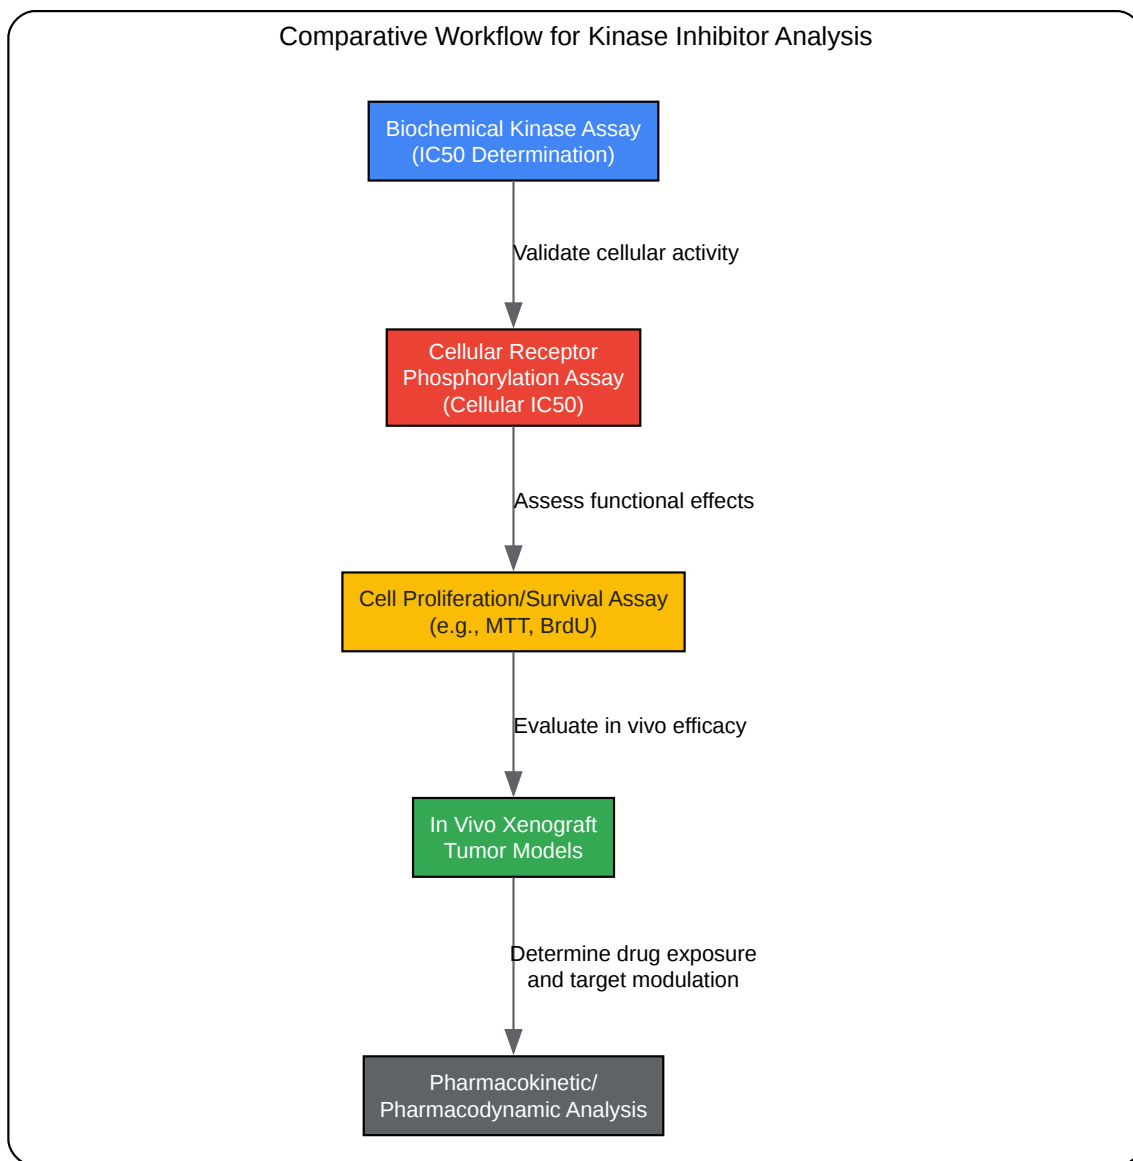 Comparative Workflow for Kinase Inhibitor Analysis
Biochemical Kinase Assay
(IC50 Determination)
Validate cellular activity
Cellular Receptor
Phosphorylation Assay
(Cellular IC50)
Assess functional effects
Cell Proliferation/Survival Assay
(e.g., MTT, BrdU)
Evaluate in vivo efficacy
In Vivo Xenograft
Tumor Models
Determine drug exposure
and target modulation
Pharmacokinetic/
Pharmacodynamic Analysis